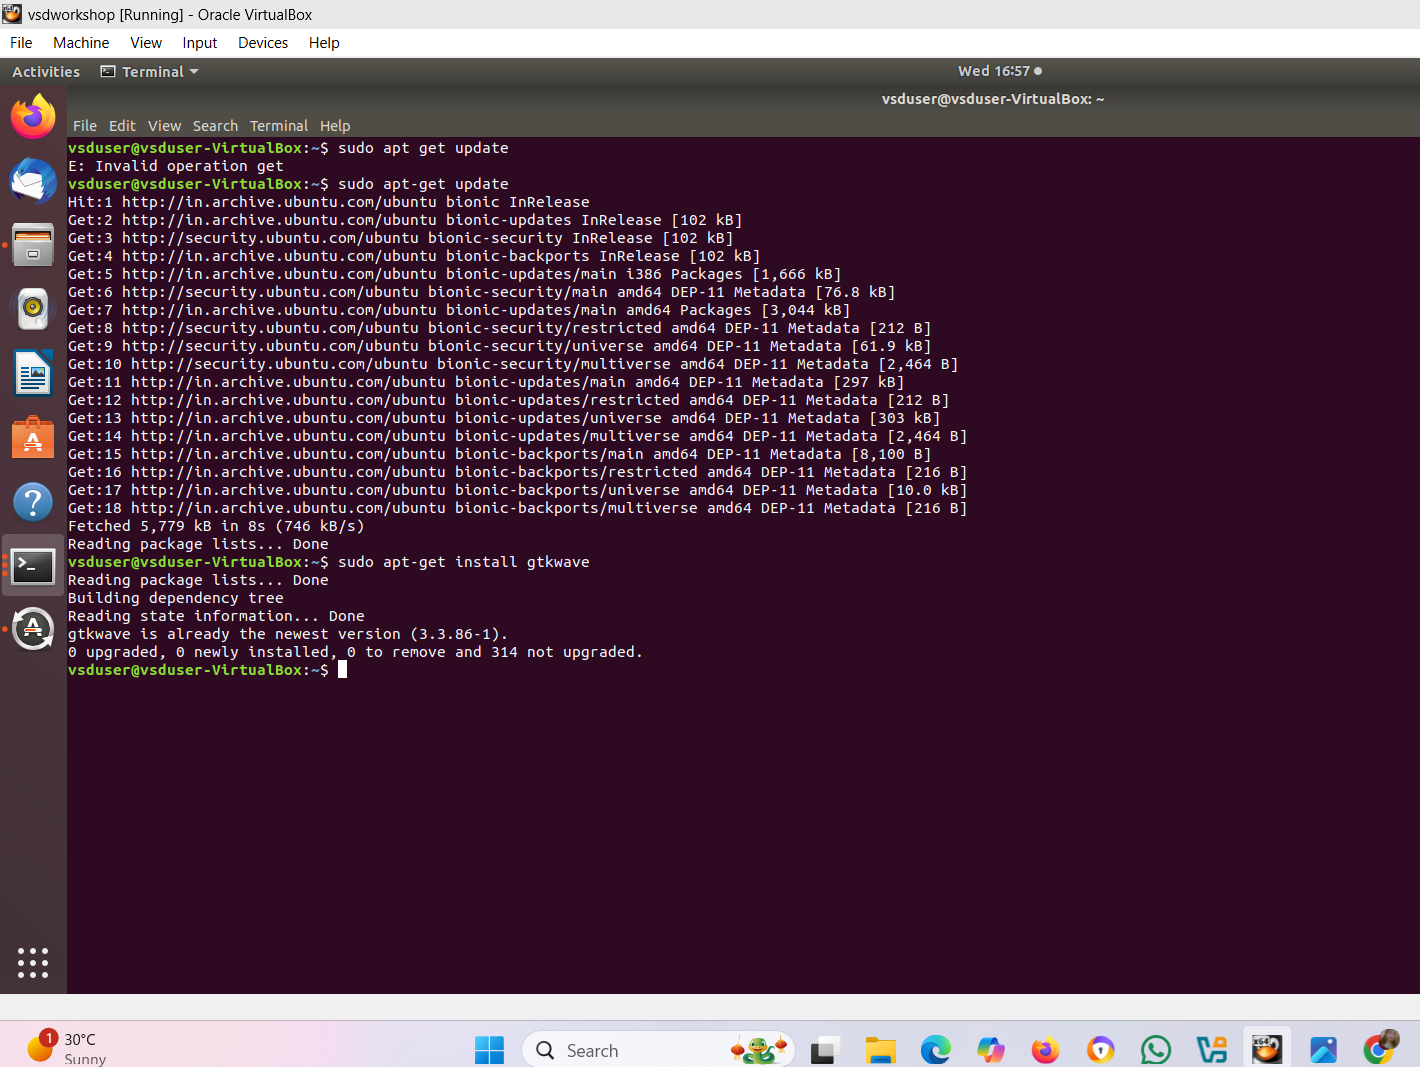 vsdworkshop [Running] - Oracle VirtualBox
File Machine View Input Devices Help
Activities Terminal Wed 16:57
vsduser@vsduser-VirtualBox: ~
File Edit View Search Terminal Help
vsduser@vsduser-VirtualBox:~$ sudo apt get update
E: Invalid operation get
vsduser@vsduser-VirtualBox:~$ sudo apt-get update
Hit:1 http://in.archive.ubuntu.com/ubuntu bionic InRelease
Get:2 http://in.archive.ubuntu.com/ubuntu bionic-updates InRelease [102 kB]
Get:3 http://security.ubuntu.com/ubuntu bionic-security InRelease [102 kB]
Get:4 http://in.archive.ubuntu.com/ubuntu bionic-backports InRelease [102 kB]
Get:5 http://in.archive.ubuntu.com/ubuntu bionic-updates/main i386 Packages [1,666 kB]
Get:6 http://security.ubuntu.com/ubuntu bionic-security/main amd64 DEP-11 Metadata [76.8 kB]
Get:7 http://in.archive.ubuntu.com/ubuntu bionic-updates/main amd64 Packages [3,044 kB]
Get:8 http://security.ubuntu.com/ubuntu bionic-security/restricted amd64 DEP-11 Metadata [212 B]
Get:9 http://security.ubuntu.com/ubuntu bionic-security/universe amd64 DEP-11 Metadata [61.9 kB]
Get:10 http://security.ubuntu.com/ubuntu bionic-security/multiverse amd64 DEP-11 Metadata [2,464 B]
Get:11 http://in.archive.ubuntu.com/ubuntu bionic-updates/main amd64 DEP-11 Metadata [297 kB]
Get:12 http://in.archive.ubuntu.com/ubuntu bionic-updates/restricted amd64 DEP-11 Metadata [212 B]
Get:13 http://in.archive.ubuntu.com/ubuntu bionic-updates/universe amd64 DEP-11 Metadata [303 kB]
Get:14 http://in.archive.ubuntu.com/ubuntu bionic-updates/multiverse amd64 DEP-11 Metadata [2,464 B]
Get:15 http://in.archive.ubuntu.com/ubuntu bionic-backports/main amd64 DEP-11 Metadata [8,100 B]
Get:16 http://in.archive.ubuntu.com/ubuntu bionic-backports/restricted amd64 DEP-11 Metadata [216 B]
Get:17 http://in.archive.ubuntu.com/ubuntu bionic-backports/universe amd64 DEP-11 Metadata [10.0 kB]
Get:18 http://in.archive.ubuntu.com/ubuntu bionic-backports/multiverse amd64 DEP-11 Metadata [216 B]
Fetched 5,779 kB in 8s (746 kB/s)
Reading package lists... Done
vsduser@vsduser-VirtualBox:~$ sudo apt-get install gtkwave
Reading package lists... Done
Building dependency tree
Reading state information... Done
gtkwave is already the newest version (3.3.86-1).
0 upgraded, 0 newly installed, 0 to remove and 314 not upgraded.
vsduser@vsduser-VirtualBox:~$
1 30°C
Sunny
Search
x64